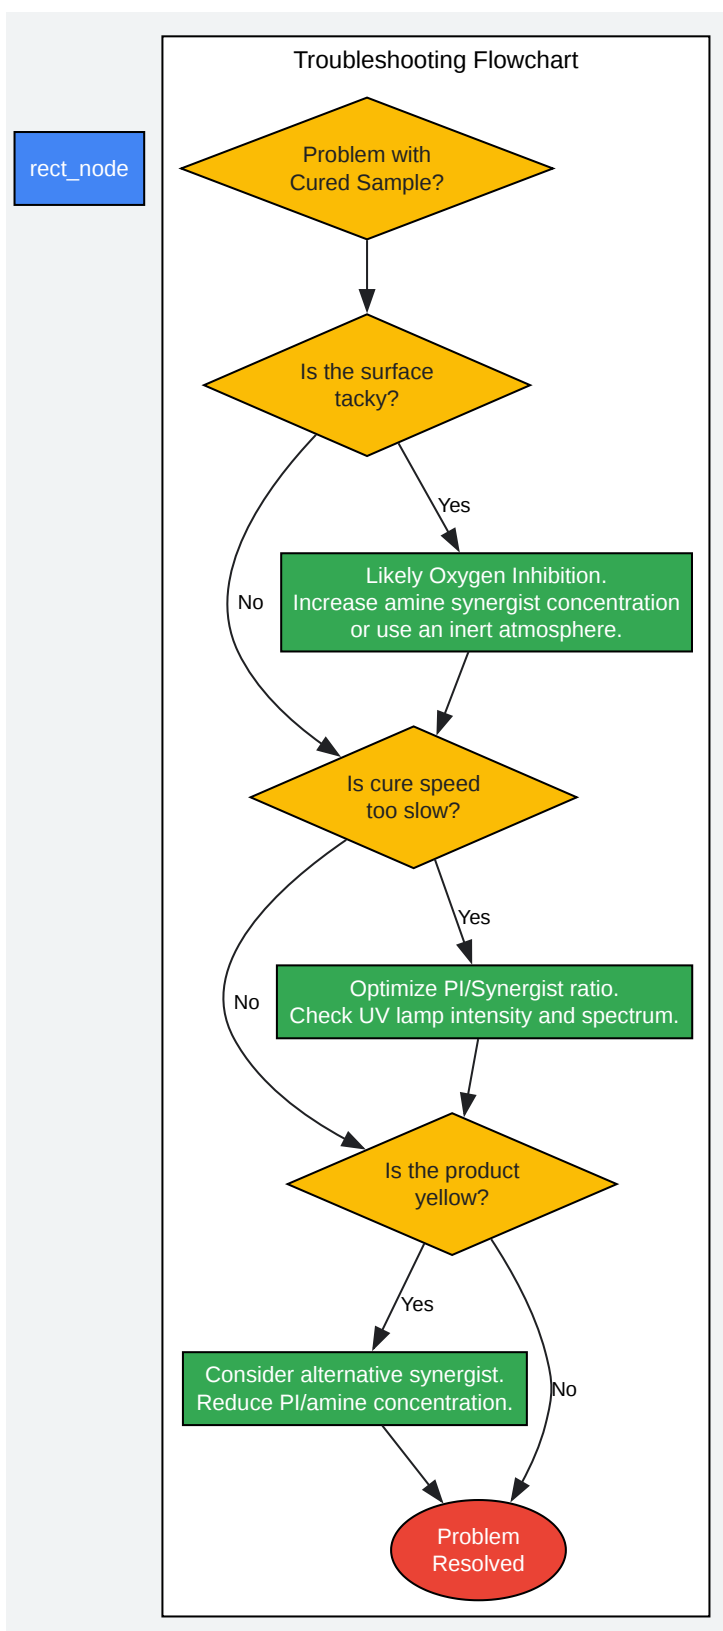 Troubleshooting Flowchart
rect_node
Problem with
Cured Sample?
Is the surface
tacky?
Yes
No
Likely Oxygen Inhibition.
Increase amine synergist concentration
or use an inert atmosphere.
Is cure speed
too slow?
Yes
No
Optimize PI/Synergist ratio.
Check UV lamp intensity and spectrum.
Is the product
yellow?
Yes
No
Consider alternative synergist.
Reduce PI/amine concentration.
Problem
Resolved